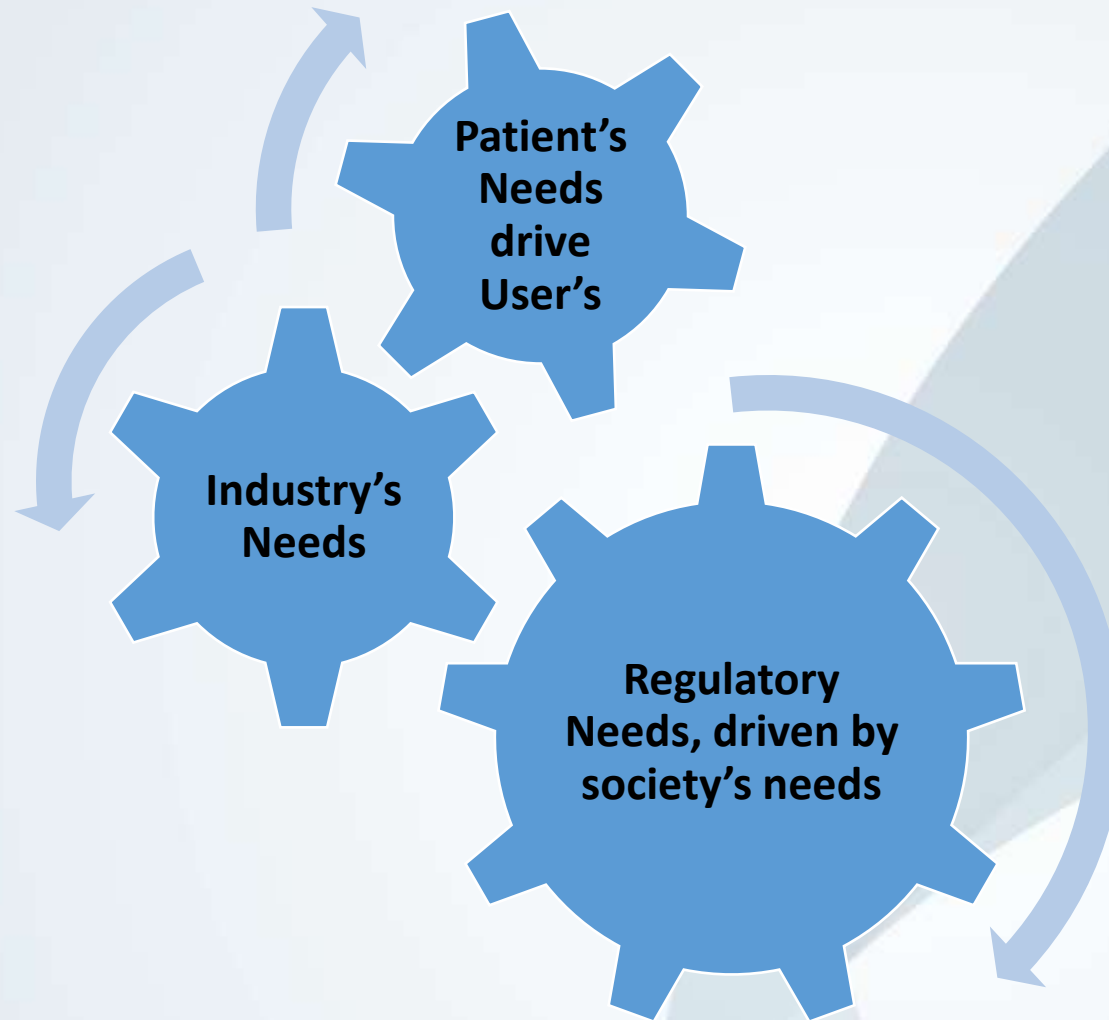 Patient’s
Needs
drive
User’s
Industry’s
Needs
Regulatory
Needs, driven by
society’s needs